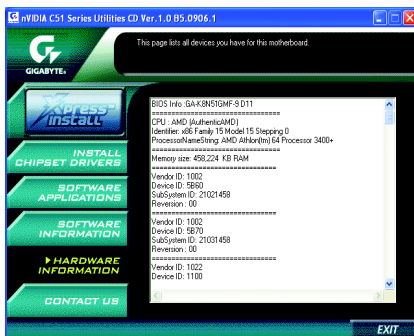 nVIDIA C51 Series Utilities CD Ver.1.0 B5.0906.1
This page lists all devices you have for this motherboard.
G
GIGABYTE
Xpress-
install
INSTALL
CHIPSET DRIVERS
SOFTWARE
APPLICATIONS
SOFTWARE
INFORMATION
HARDWARE
INFORMATION
CONTACT US
BIOS Info :GA-K8N51GMF-9 D11
==============================
CPU : AMD [AuthenticAMD]
Identifier: x86 Family 15 Model 15 Stepping 0
ProcessorNameString: AMD Athlon(tm) 64 Processor 3400+
==============================
Memory size: 458,224 KB RAM
==============================
Vendor ID: 1002
Device ID: 5B60
SubSystem ID: 21021458
Reversion : 00
==============================
Vendor ID: 1002
Device ID: 5B70
SubSystem ID: 21031458
Reversion : 00
==============================
Vendor ID: 1022
Device ID: 1100
EXIT